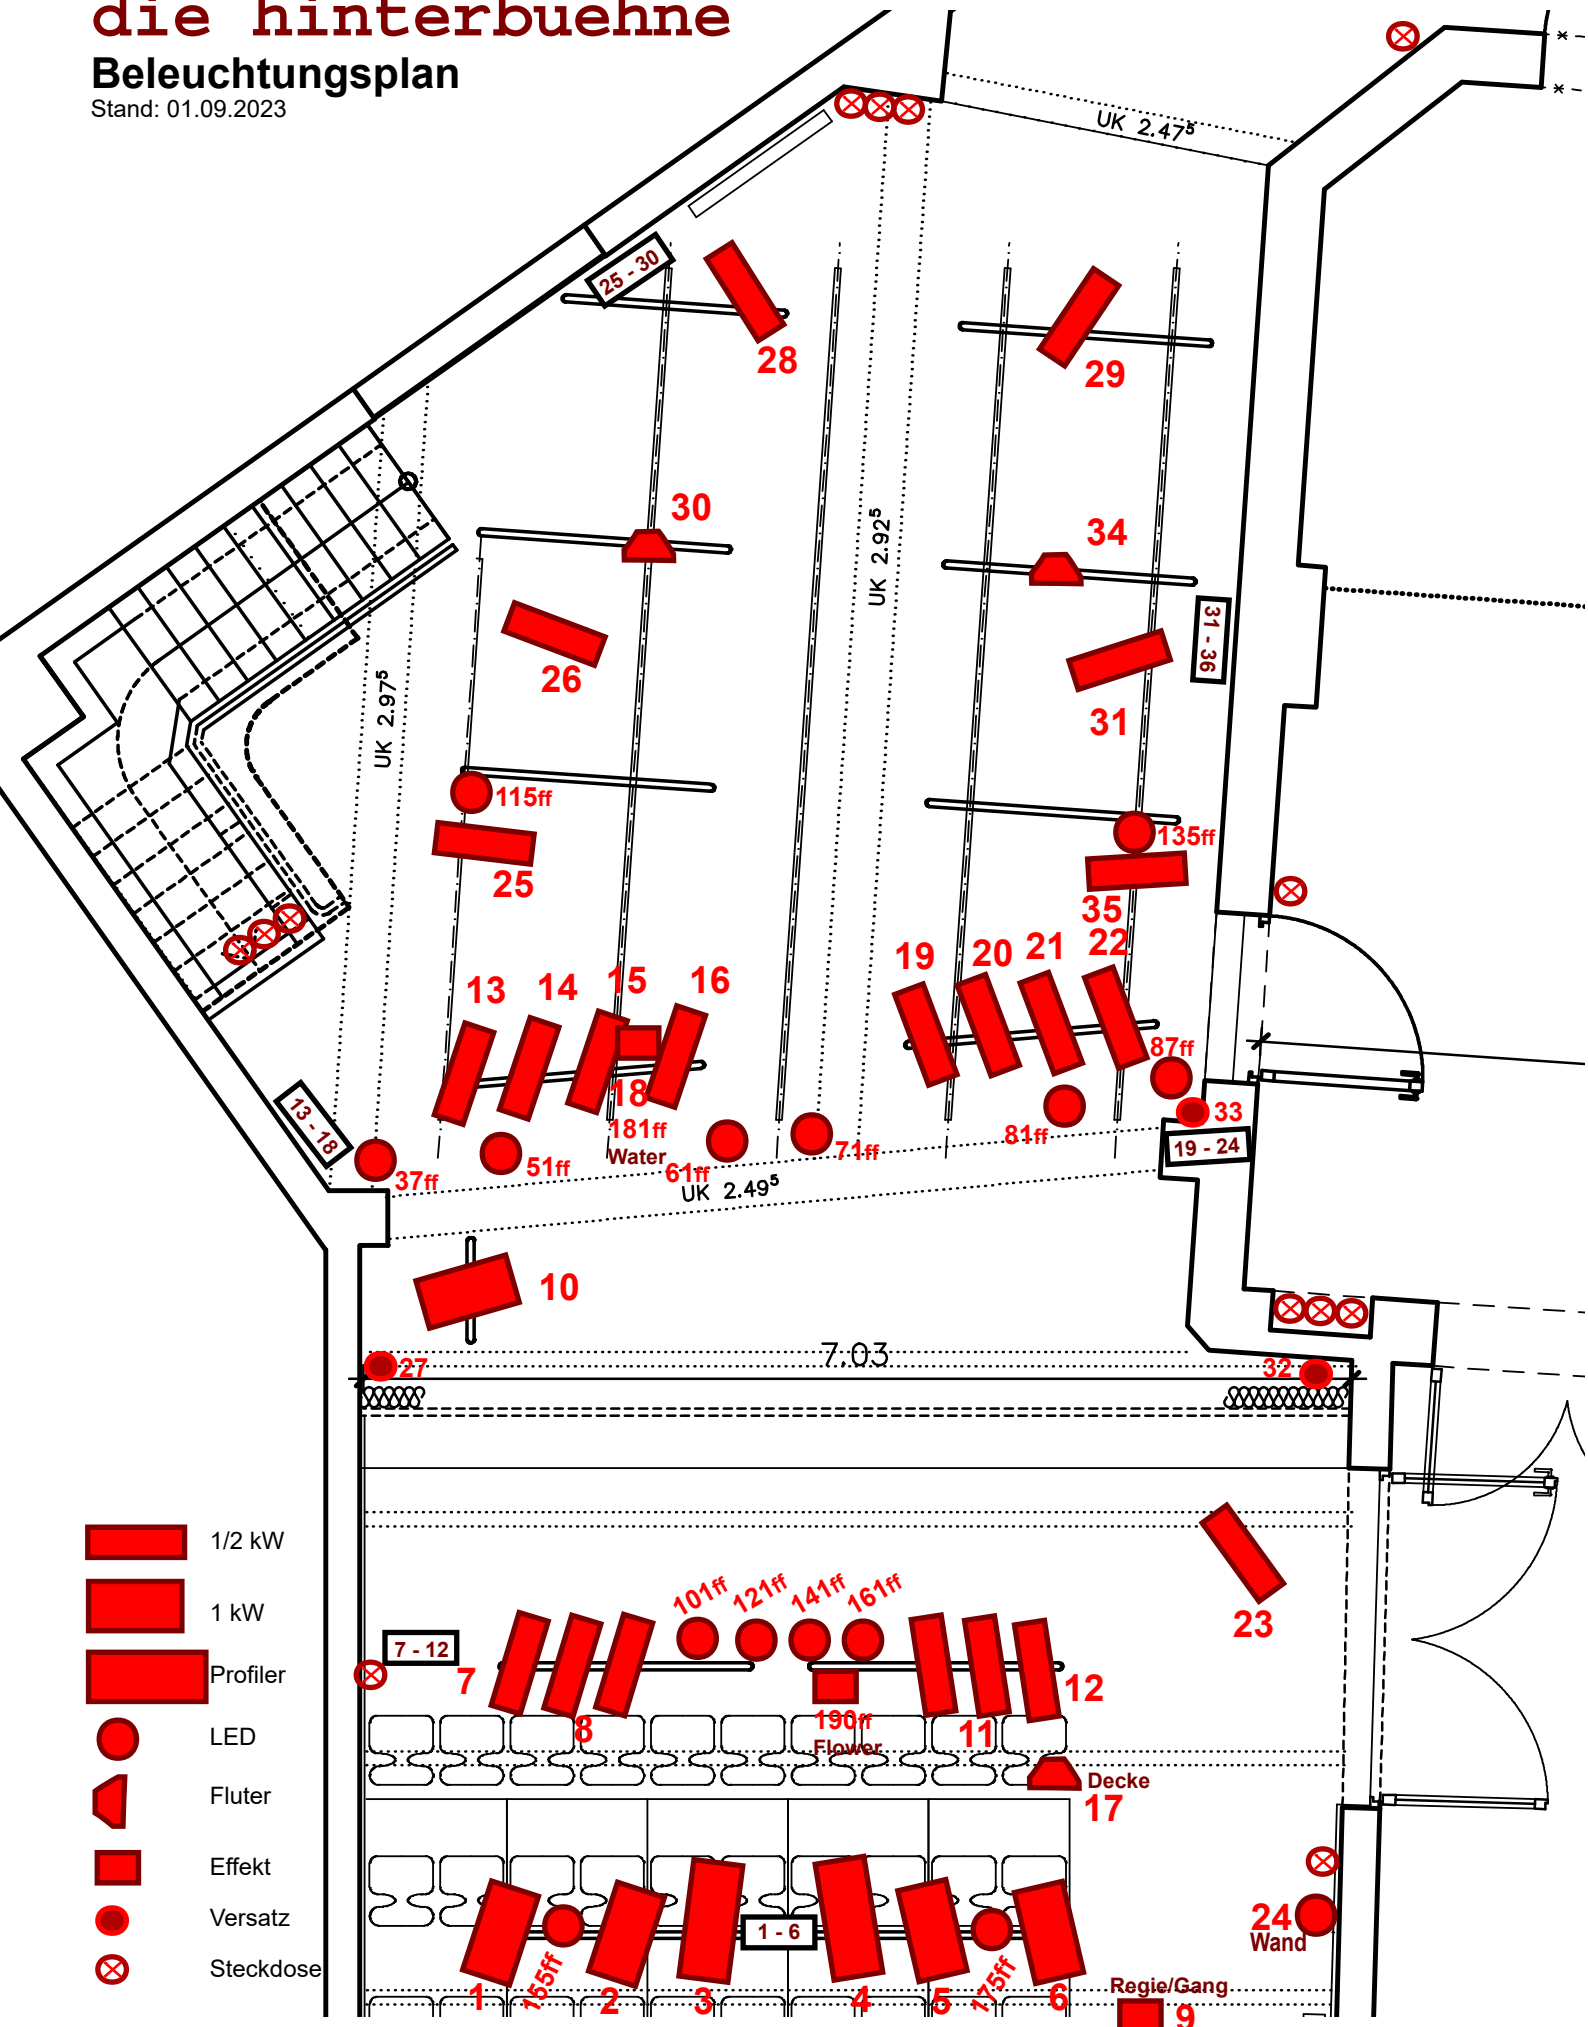 die hinterbuehne
Beleuchtungsplan
Stand: 01.09.2023
UK 2.47⁵
25 - 30
28
29
30
34
UK 2.92⁵
31 - 36
26
31
UK 2.97⁵
115ff
135ff
25
35
19
20
21
22
13
14
15
16
18
181ff
Water
87ff
33
81ff
19 - 24
13 - 18
37ff
51ff
61ff
71ff
UK 2.49⁵
10
7.03
27
32
1/2 kW
1 kW
Profiler
LED
Fluter
Effekt
Versatz
Steckdose
23
101ff
121ff
141ff
161ff
7 - 12
7
8
190ff
Flower
11
12
Decke
17
1 - 6
24
Wand
1
155ff
2
3
4
5
175ff
6
Regie/Gang
9